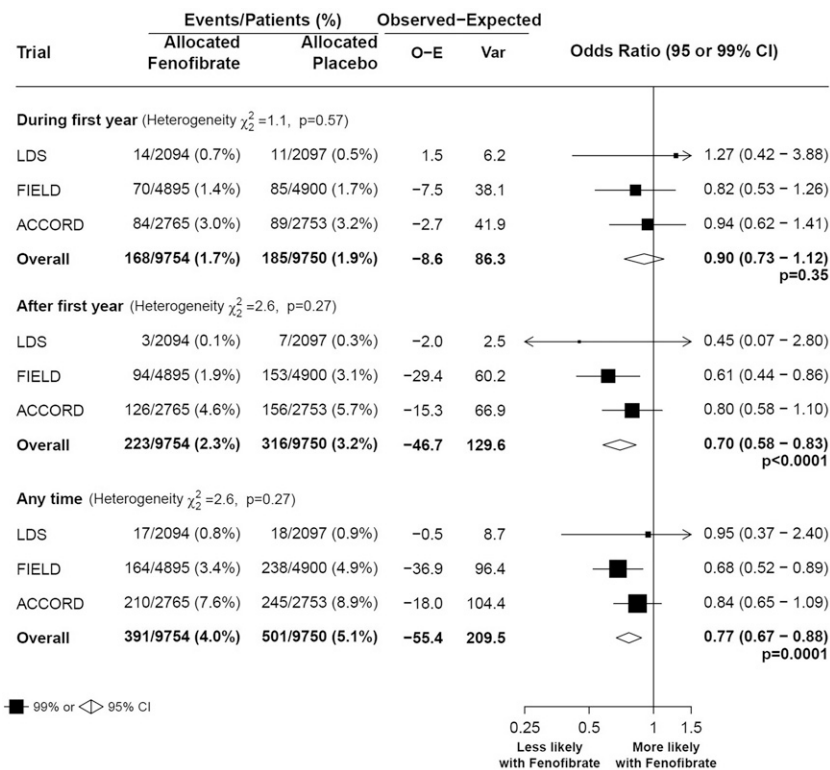 Events/Patients (%) Observed−Expected
Trial Allocated Fenofibrate Allocated Placebo O−E Var Odds Ratio (95 or 99% CI)
During first year (Heterogeneity χ²₂ =1.1, p=0.57)
LDS 14/2094 (0.7%) 11/2097 (0.5%) 1.5 6.2 1.27 (0.42 − 3.88)
FIELD 70/4895 (1.4%) 85/4900 (1.7%) −7.5 38.1 0.82 (0.53 − 1.26)
ACCORD 84/2765 (3.0%) 89/2753 (3.2%) −2.7 41.9 0.94 (0.62 − 1.41)
Overall 168/9754 (1.7%) 185/9750 (1.9%) −8.6 86.3 0.90 (0.73 − 1.12)
p=0.35
After first year (Heterogeneity χ²₂ =2.6, p=0.27)
LDS 3/2094 (0.1%) 7/2097 (0.3%) −2.0 2.5 0.45 (0.07 − 2.80)
FIELD 94/4895 (1.9%) 153/4900 (3.1%) −29.4 60.2 0.61 (0.44 − 0.86)
ACCORD 126/2765 (4.6%) 156/2753 (5.7%) −15.3 66.9 0.80 (0.58 − 1.10)
Overall 223/9754 (2.3%) 316/9750 (3.2%) −46.7 129.6 0.70 (0.58 − 0.83)
p<0.0001
Any time (Heterogeneity χ²₂ =2.6, p=0.27)
LDS 17/2094 (0.8%) 18/2097 (0.9%) −0.5 8.7 0.95 (0.37 − 2.40)
FIELD 164/4895 (3.4%) 238/4900 (4.9%) −36.9 96.4 0.68 (0.52 − 0.89)
ACCORD 210/2765 (7.6%) 245/2753 (8.9%) −18.0 104.4 0.84 (0.65 − 1.09)
Overall 391/9754 (4.0%) 501/9750 (5.1%) −55.4 209.5 0.77 (0.67 − 0.88)
p=0.0001
99% or 95% CI
0.25 0.5 1 1.5
Less likely with Fenofibrate More likely with Fenofibrate